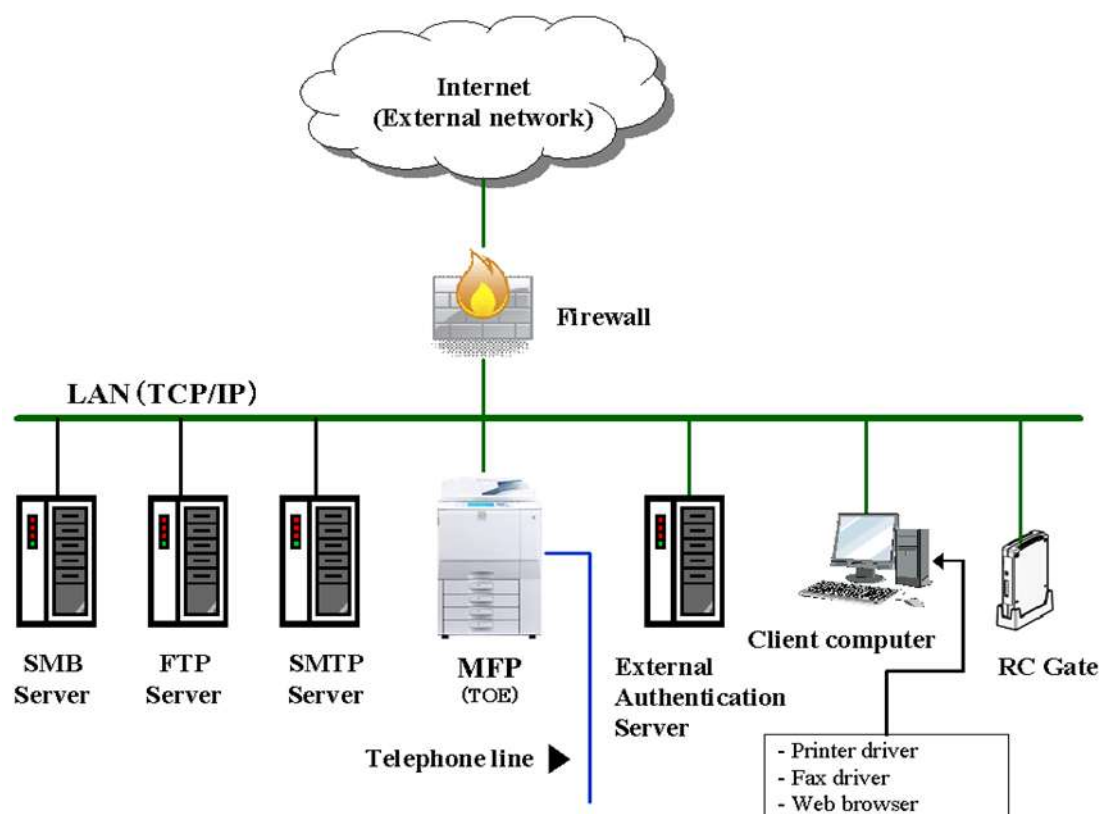 Internet
(External network)
Firewall
LAN (TCP/IP)
SMB
Server
FTP
Server
SMTP
Server
MFP
(TOE)
External
Authentication
Server
Client computer
RC Gate
Telephone line
- Printer driver
- Fax driver
- Web browser